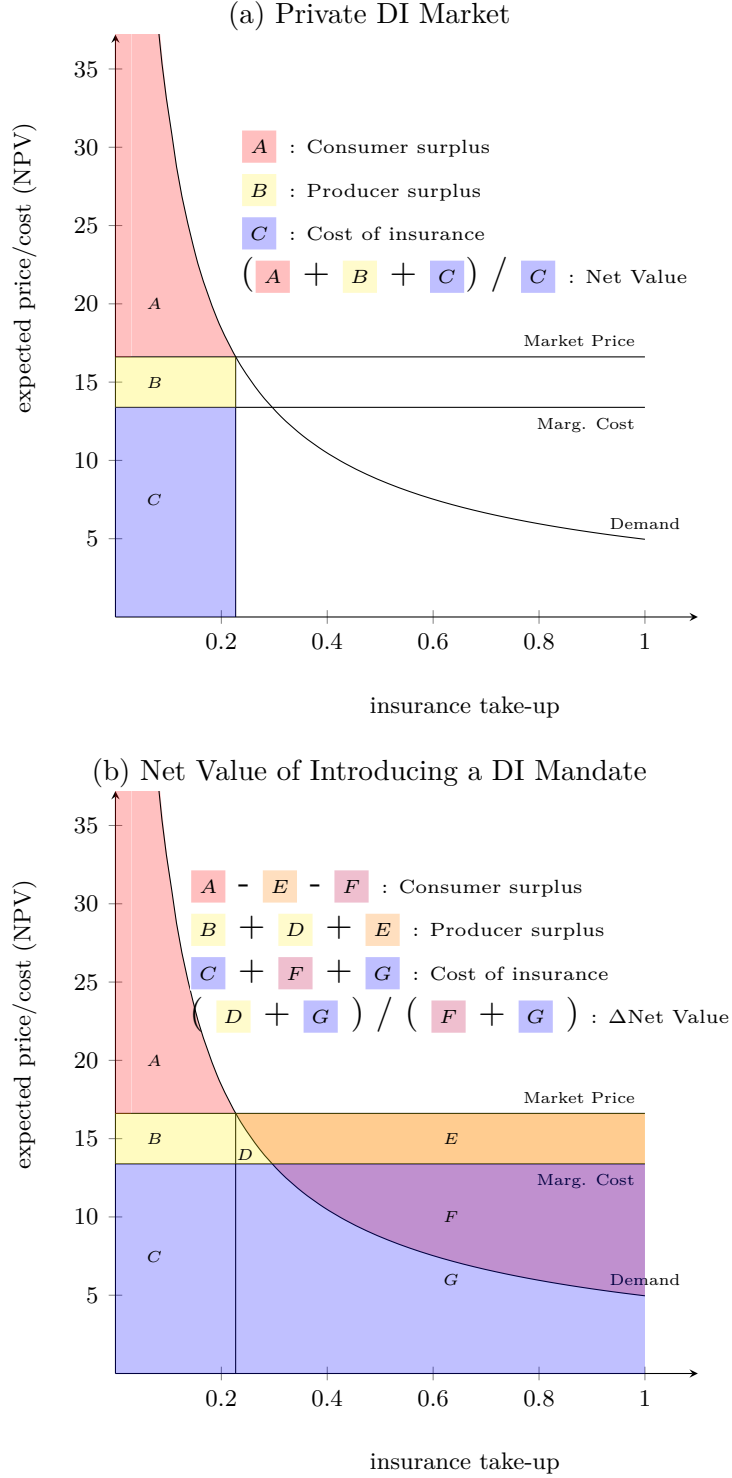 (a) Private DI Market
expected price/cost (NPV)
35
30
25
20
15
10
5
A : Consumer surplus
B : Producer surplus
C : Cost of insurance
(A + B + C) / C : Net Value
A
B
C
Market Price
Marg. Cost
Demand
0.2 0.4 0.6 0.8 1
insurance take-up
(b) Net Value of Introducing a DI Mandate
expected price/cost (NPV)
35
30
25
20
15
10
5
A - E - F : Consumer surplus
B + D + E : Producer surplus
C + F + G : Cost of insurance
( D + G ) / ( F + G ) : ΔNet Value
A
Market Price
B
D
E
Marg. Cost
C
F
G
Demand
0.2 0.4 0.6 0.8 1
insurance take-up